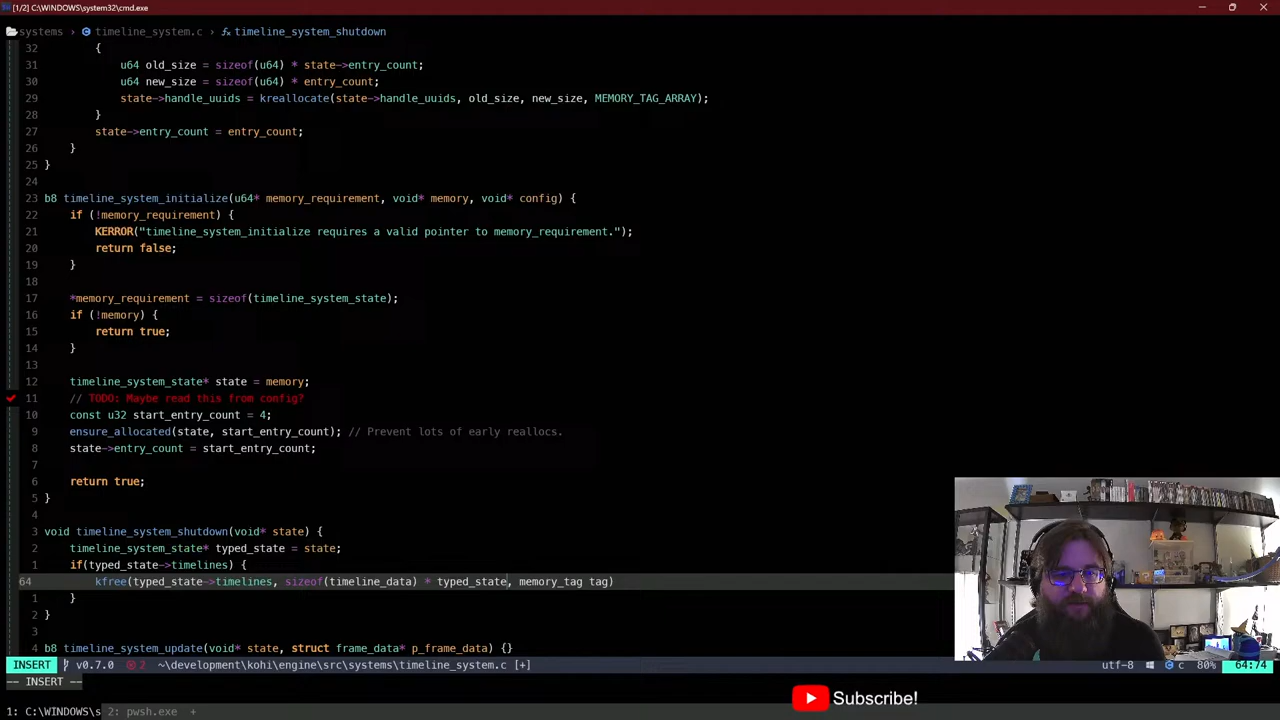 [1/2] C:\WINDOWS\system32\cmd.exe
systems › timeline_system.c › timeline_system_shutdown
32 {
31 u64 old_size = sizeof(u64) * state->entry_count;
30 u64 new_size = sizeof(u64) * entry_count;
29 state->handle_uuids = kreallocate(state->handle_uuids, old_size, new_size, MEMORY_TAG_ARRAY);
28 }
27 state->entry_count = entry_count;
26 }
25 }
24
23 b8 timeline_system_initialize(u64* memory_requirement, void* memory, void* config) {
22 if (!memory_requirement) {
21 KERROR("timeline_system_initialize requires a valid pointer to memory_requirement.");
20 return false;
19 }
18
17 *memory_requirement = sizeof(timeline_system_state);
16 if (!memory) {
15 return true;
14 }
13
12 timeline_system_state* state = memory;
11 // TODO: Maybe read this from config?
10 const u32 start_entry_count = 4;
9 ensure_allocated(state, start_entry_count); // Prevent lots of early reallocs.
8 state->entry_count = start_entry_count;
7
6 return true;
5 }
4
3 void timeline_system_shutdown(void* state) {
2 timeline_system_state* typed_state = state;
1 if(typed_state->timelines) {
64 kfree(typed_state->timelines, sizeof(timeline_data) * typed_state, memory_tag tag)
1 }
2 }
3
4 b8 timeline_system_update(void* state, struct frame_data* p_frame_data) {}
INSERT v0.7.0 2 ~\development\kohi\engine\src\systems\timeline_system.c [+] utf-8 c 80% 64:74
-- INSERT --
Subscribe!
1: C:\WINDOWS\s 2: pwsh.exe +